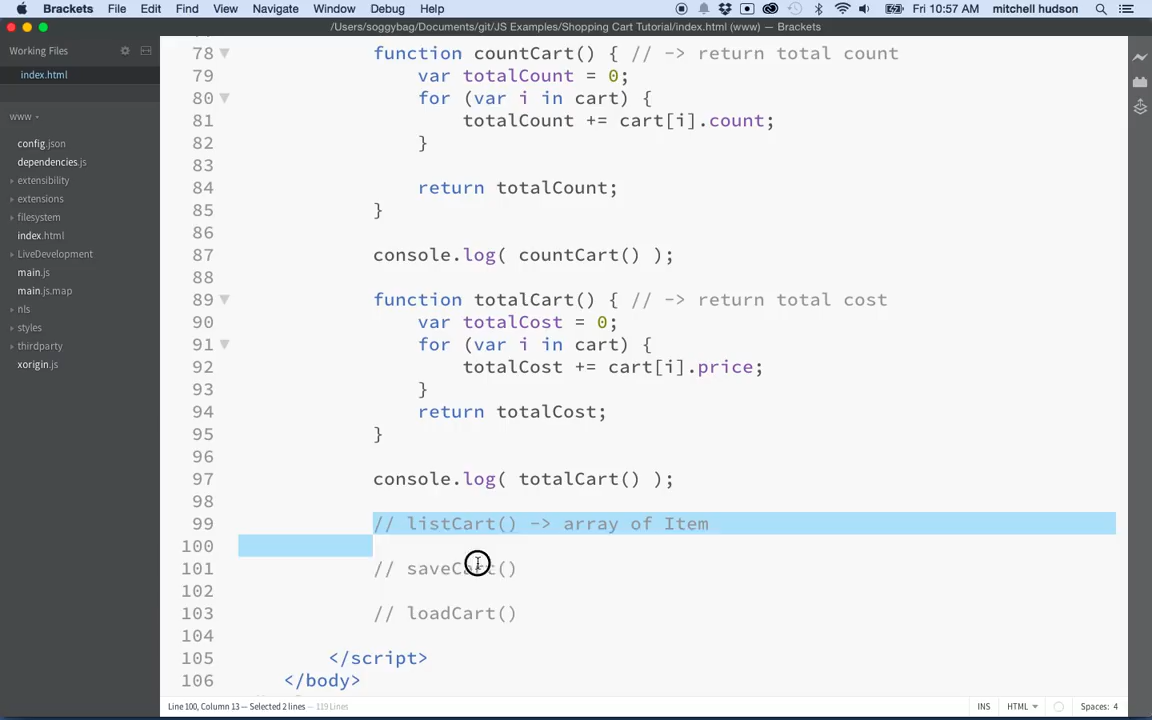 Brackets File Edit Find View Navigate Window Debug Help Fri 10:57 AM mitchell hudson
/Users/soggybag/Documents/git/JS Examples/Shopping Cart Tutorial/index.html (www) — Brackets
Working Files
index.html
www
config.json
dependencies.js
extensibility
extensions
filesystem
index.html
LiveDevelopment
main.js
main.js.map
nls
styles
thirdparty
xorigin.js
78 function countCart() { // -> return total count
79 var totalCount = 0;
80 for (var i in cart) {
81 totalCount += cart[i].count;
82 }
83
84 return totalCount;
85 }
86
87 console.log( countCart() );
88
89 function totalCart() { // -> return total cost
90 var totalCost = 0;
91 for (var i in cart) {
92 totalCost += cart[i].price;
93 }
94 return totalCost;
95 }
96
97 console.log( totalCart() );
98
99 // listCart() -> array of Item
100
101 // saveCart()
102
103 // loadCart()
104
105 </script>
106 </body>
Line 100, Column 13 — Selected 2 lines — 119 Lines INS HTML Spaces: 4